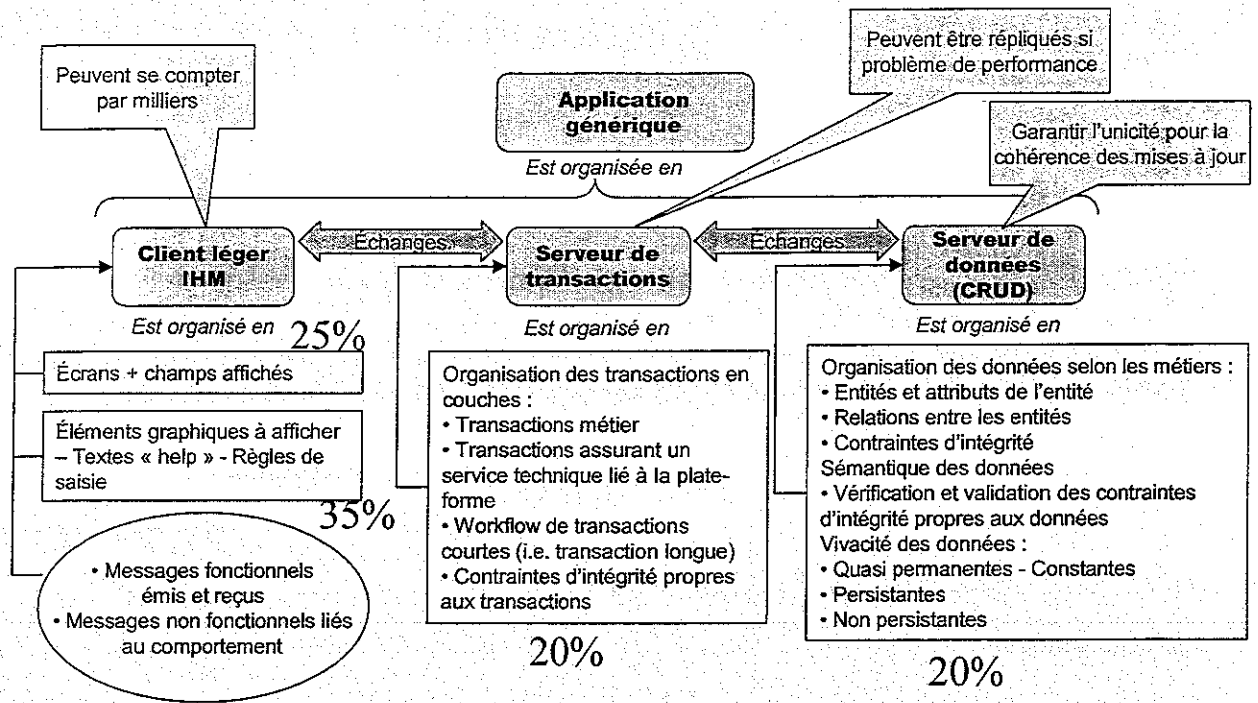 Peuvent se compter
par milliers
Peuvent être répliqués si
problème de performance
Application
générique
Garantir l'unicité pour la
cohérence des mises à jour
Est organisée en
Client léger
IHM
Échanges
Serveur de
transactions
Échanges
Serveur de
données
(CRUD)
Est organisé en
25%
Écrans + champs affichés
Éléments graphiques à afficher
– Textes « help » - Règles de
saisie
35%
• Messages fonctionnels
émis et reçus
• Messages non fonctionnels liés
au comportement
Est organisé en
Organisation des transactions en
couches :
• Transactions métier
• Transactions assurant un
service technique lié à la plate-
forme
• Workflow de transactions
courtes (i.e. transaction longue)
• Contraintes d'intégrité propres
aux transactions
20%
Est organisé en
Organisation des données selon les métiers :
• Entités et attributs de l'entité
• Relations entre les entités
• Contraintes d'intégrité
Sémantique des données
• Vérification et validation des contraintes
d'intégrité propres aux données
Vivacité des données :
• Quasi permanentes - Constantes
• Persistantes
• Non persistantes
20%